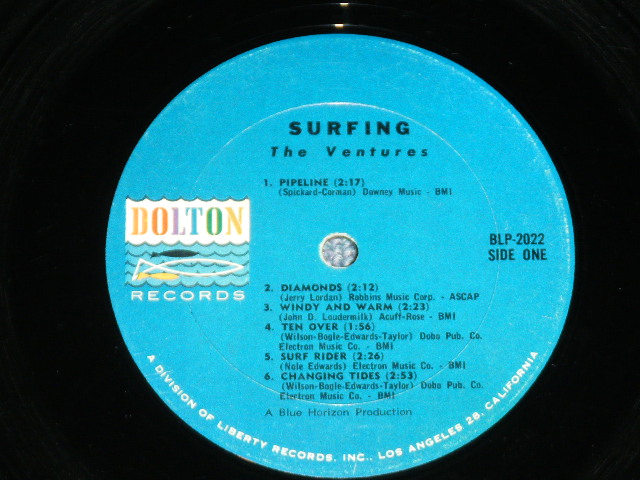 SURFING
The Ventures
1. PIPELINE (2:17)
(Spickard-Corman) Downey Music - BMI
DOLTON
RECORDS
BLP-2022
SIDE ONE
2. DIAMONDS (2:12)
(Jerry Lordan) Robbins Music Corp. - ASCAP
3. WINDY AND WARM (2:23)
(John D. Loudermilk) Acuff-Rose - BMI
4. TEN OVER (1:56)
(Wilson-Bogle-Edwards-Taylor) Dobo Pub. Co.
Electron Music Co. - BMI
5. SURF RIDER (2:26)
(Nole Edwards) Electron Music Co. - BMI
6. CHANGING TIDES (2:53)
(Wilson-Bogle-Edwards-Taylor) Dobo Pub. Co.
Electron Music Co. - BMI
A Blue Horizon Production
A DIVISION OF LIBERTY RECORDS, INC., LOS ANGELES 28, CALIFORNIA